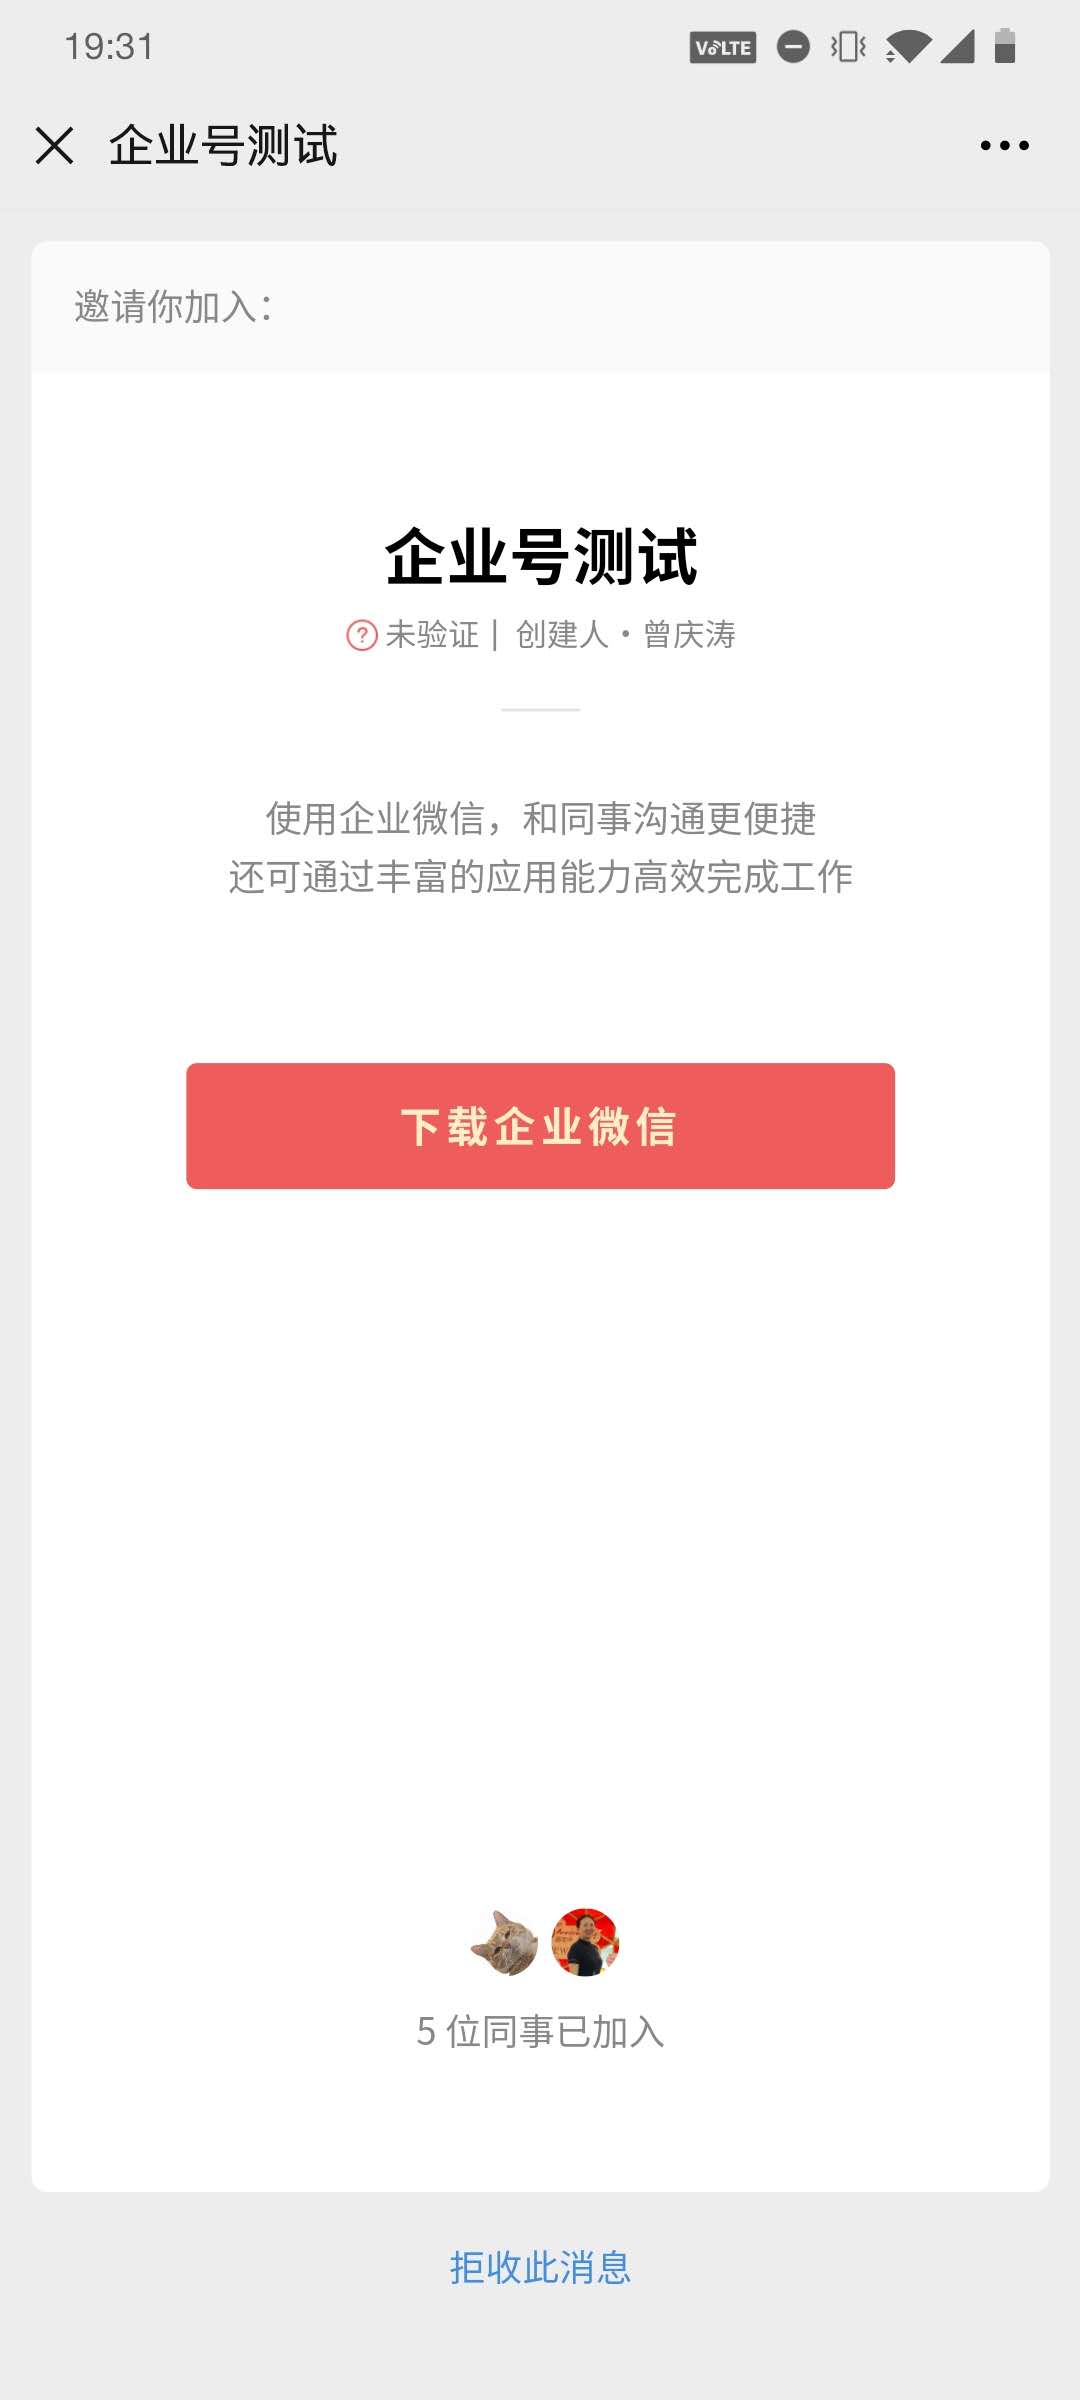 19:31
VoLTE
企业号测试
邀请你加入：
企业号测试
未验证 | 创建人・曾庆涛
使用企业微信，和同事沟通更便捷
还可通过丰富的应用能力高效完成工作
下载企业微信
5 位同事已加入
拒收此消息